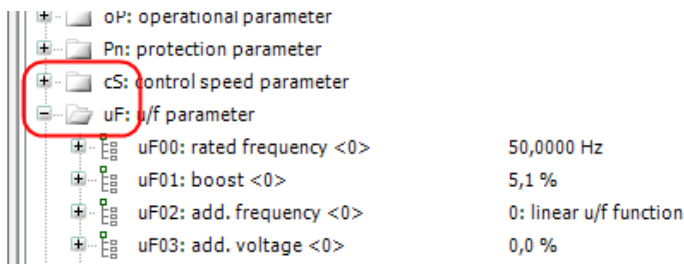 oP: operational parameter
Pn: protection parameter
cS: control speed parameter
uF: u/f parameter
uF00: rated frequency <0> 50,0000 Hz
uF01: boost <0> 5,1 %
uF02: add. frequency <0> 0: linear u/f function
uF03: add. voltage <0> 0,0 %